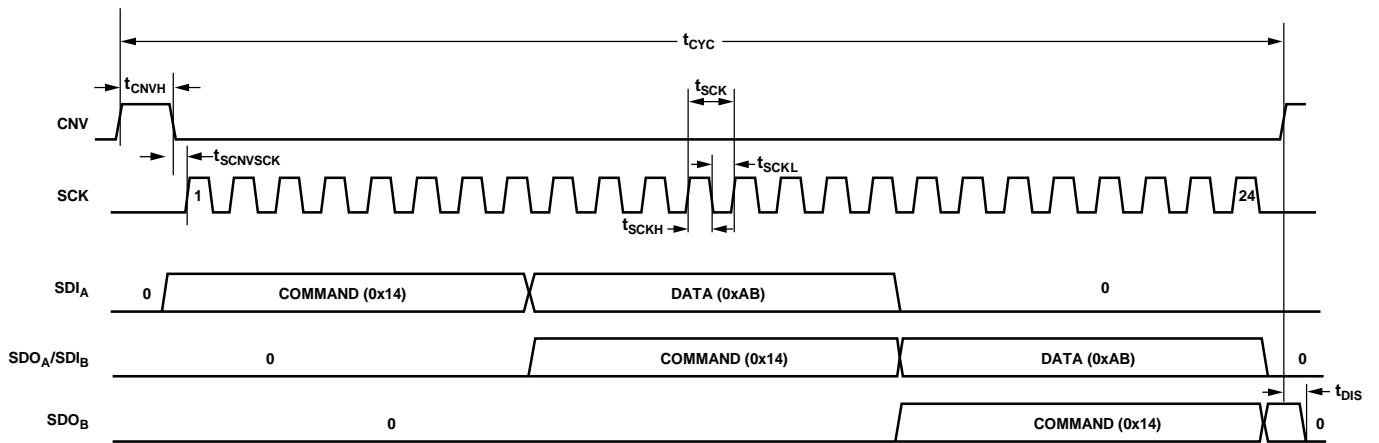 tCYC
tCNVH
tSCK
CNV
tSCNVSCK
tSCKL
SCK
1
24
tSCKH
SDIA
0
COMMAND (0x14)
DATA (0xAB)
0
SDOA/SDIB
0
COMMAND (0x14)
DATA (0xAB)
0
tDIS
SDOB
0
COMMAND (0x14)
0